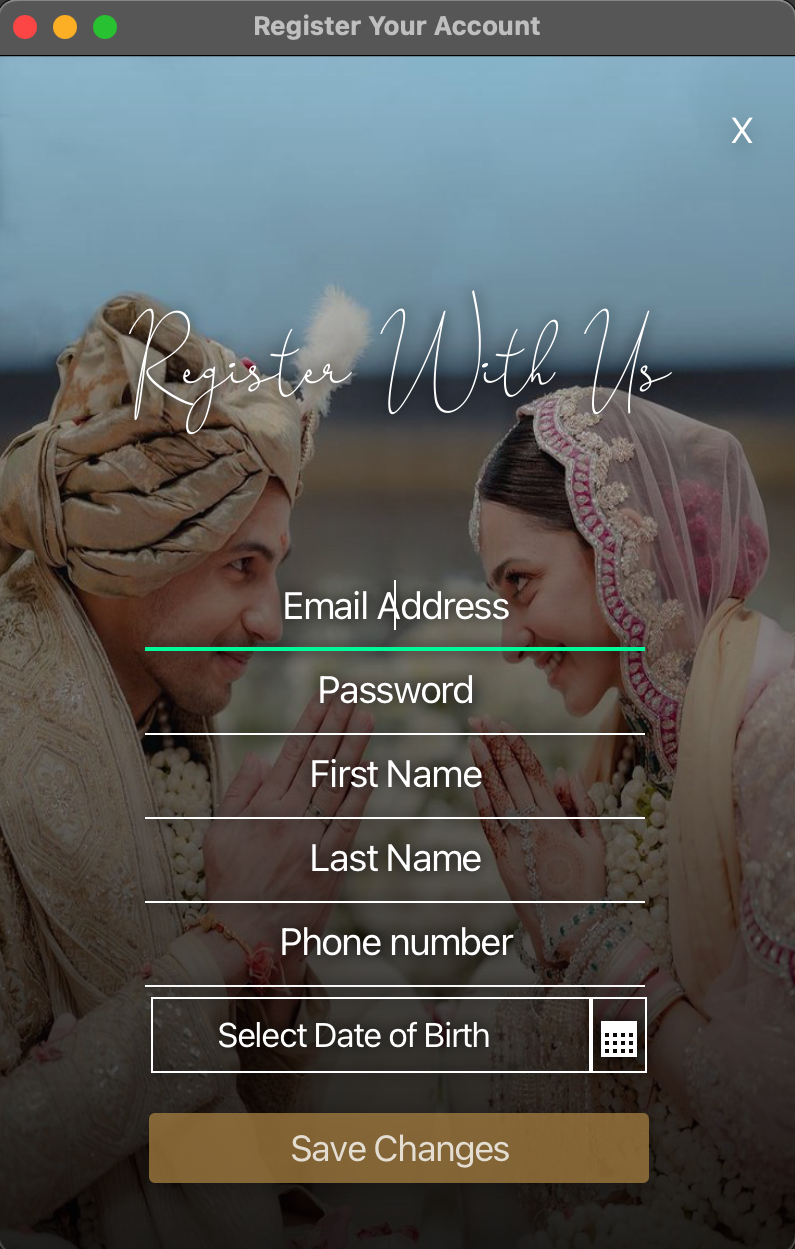 Register Your Account
X
Register With Us
Email Address
Password
First Name
Last Name
Phone number
Select Date of Birth
Save Changes